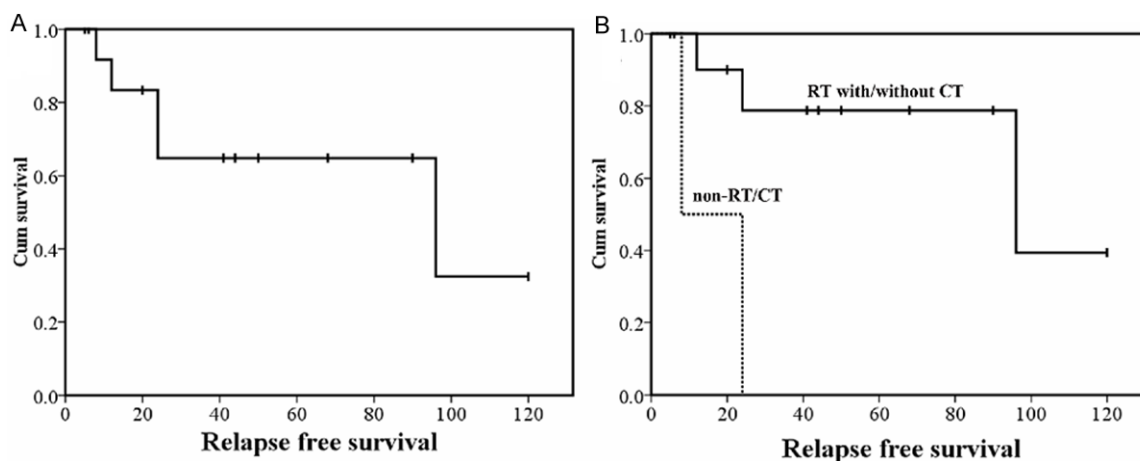 A
1.0
0.8
0.6
0.4
0.2
0.0
Cum survival
0 20 40 60 80 100 120
Relapse free survival
B
1.0
0.8
0.6
0.4
0.2
0.0
Cum survival
RT with/without CT
non-RT/CT
0 20 40 60 80 100 120
Relapse free survival